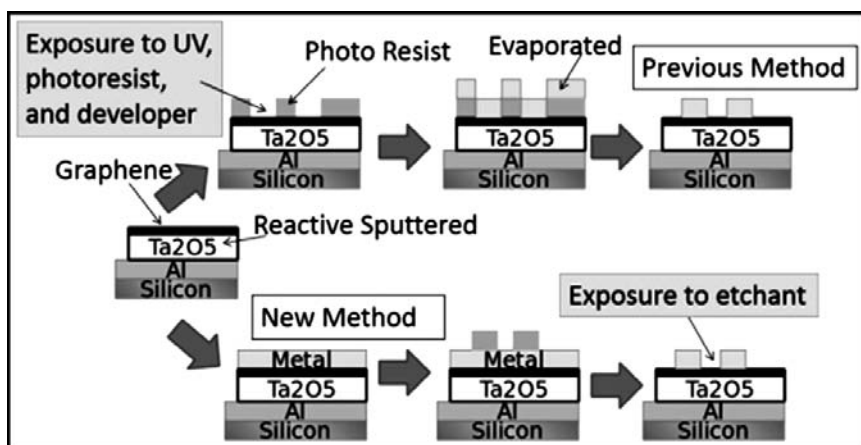 Exposure to UV,
photoresist,
and developer
Photo Resist
Evaporated
Previous Method
Ta2O5
Al
Silicon
Ta2O5
Al
Silicon
Ta2O5
Al
Silicon
Graphene
Reactive Sputtered
Ta2O5
Al
Silicon
New Method
Exposure to etchant
Metal
Ta2O5
Al
Silicon
Metal
Ta2O5
Al
Silicon
Ta2O5
Al
Silicon